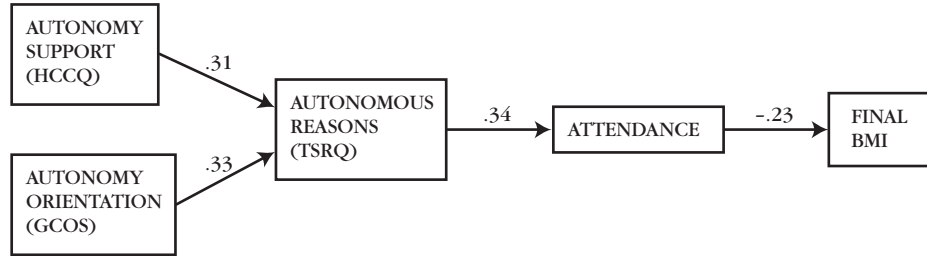 AUTONOMY
SUPPORT
(HCCQ)
.31
AUTONOMY
ORIENTATION
(GCOS)
.33
AUTONOMOUS
REASONS
(TSRQ)
.34
ATTENDANCE
-.23
FINAL
BMI